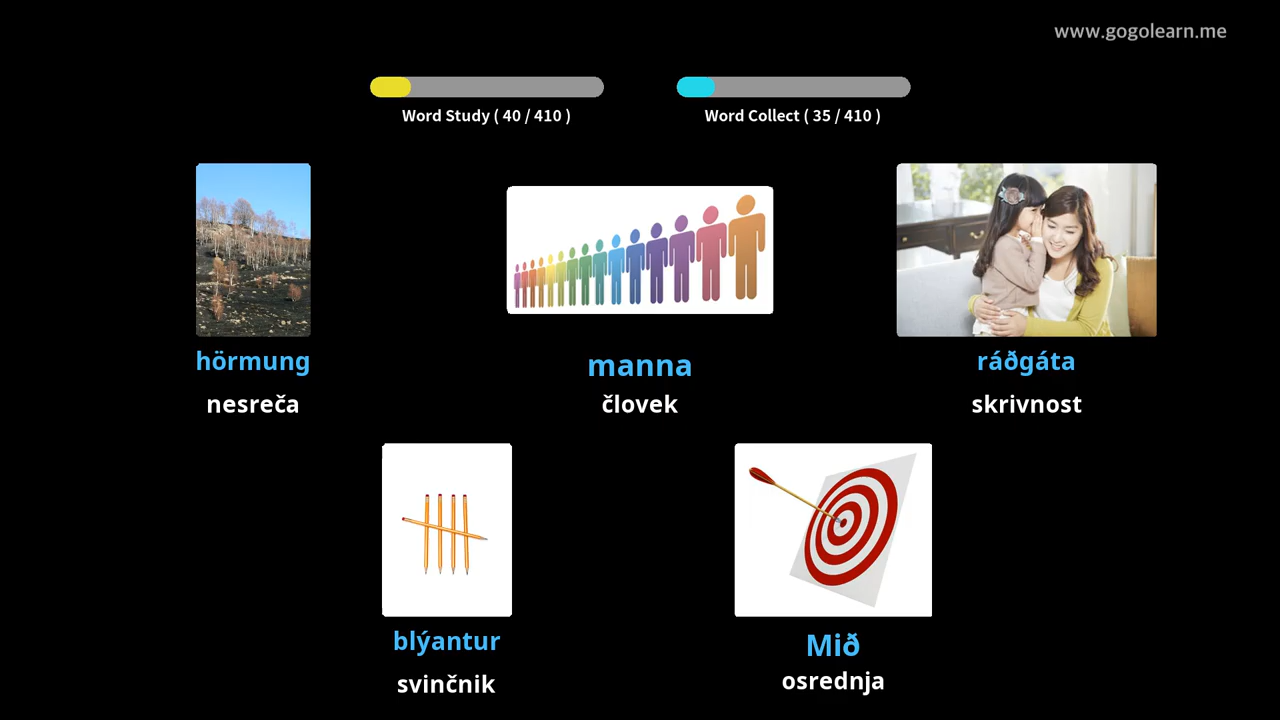 www.gogolearn.me
Word Study ( 40 / 410 )
Word Collect ( 35 / 410 )
hörmung
nesreča
manna
človek
ráðgáta
skrivnost
blýantur
svinčnik
Mið
osrednja